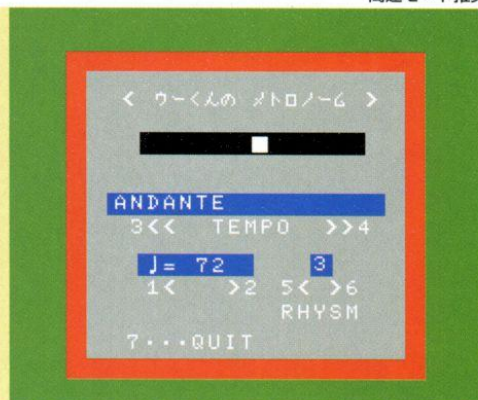 < ウーくんの メトロノーム >
ANDANTE
3<< TEMPO >>4
♩= 72 3
1< >2 5< >6
RHYSM
7・・・QUIT